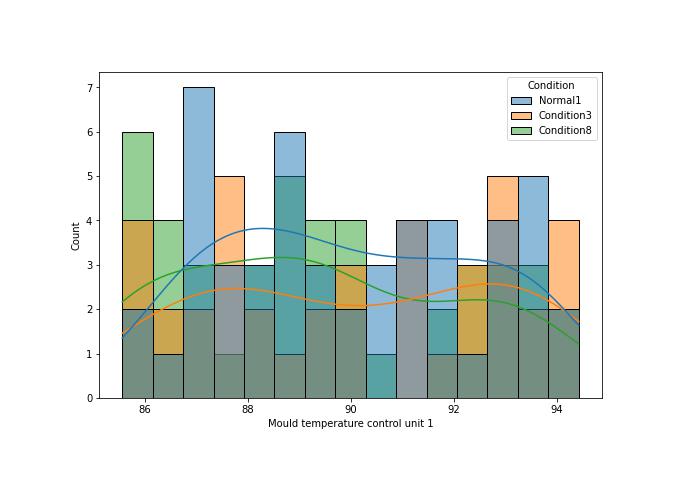 Condition
Normal1
Condition3
Condition8
7
6
5
4
3
2
1
0
Count
86 88 90 92 94
Mould temperature control unit 1